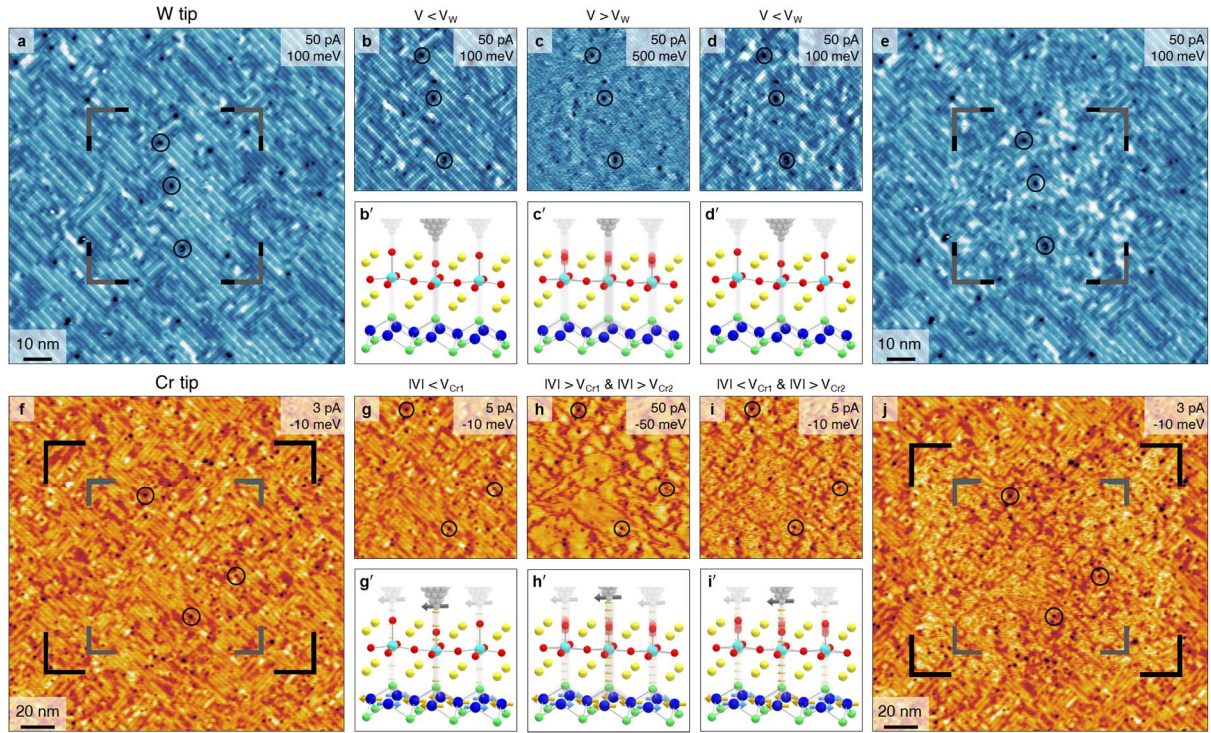 W tip
V < V_W
V > V_W
V < V_W
a
50 pA
100 meV
10 nm
b
50 pA
100 meV
c
50 pA
500 meV
d
50 pA
100 meV
e
50 pA
100 meV
10 nm
b′
c′
d′
Cr tip
|V| < V_Cr1
|V| > V_Cr1 & |V| > V_Cr2
|V| < V_Cr1 & |V| > V_Cr2
f
3 pA
-10 meV
20 nm
g
5 pA
-10 meV
h
50 pA
-50 meV
i
5 pA
-10 meV
j
3 pA
-10 meV
20 nm
g′
h′
i′